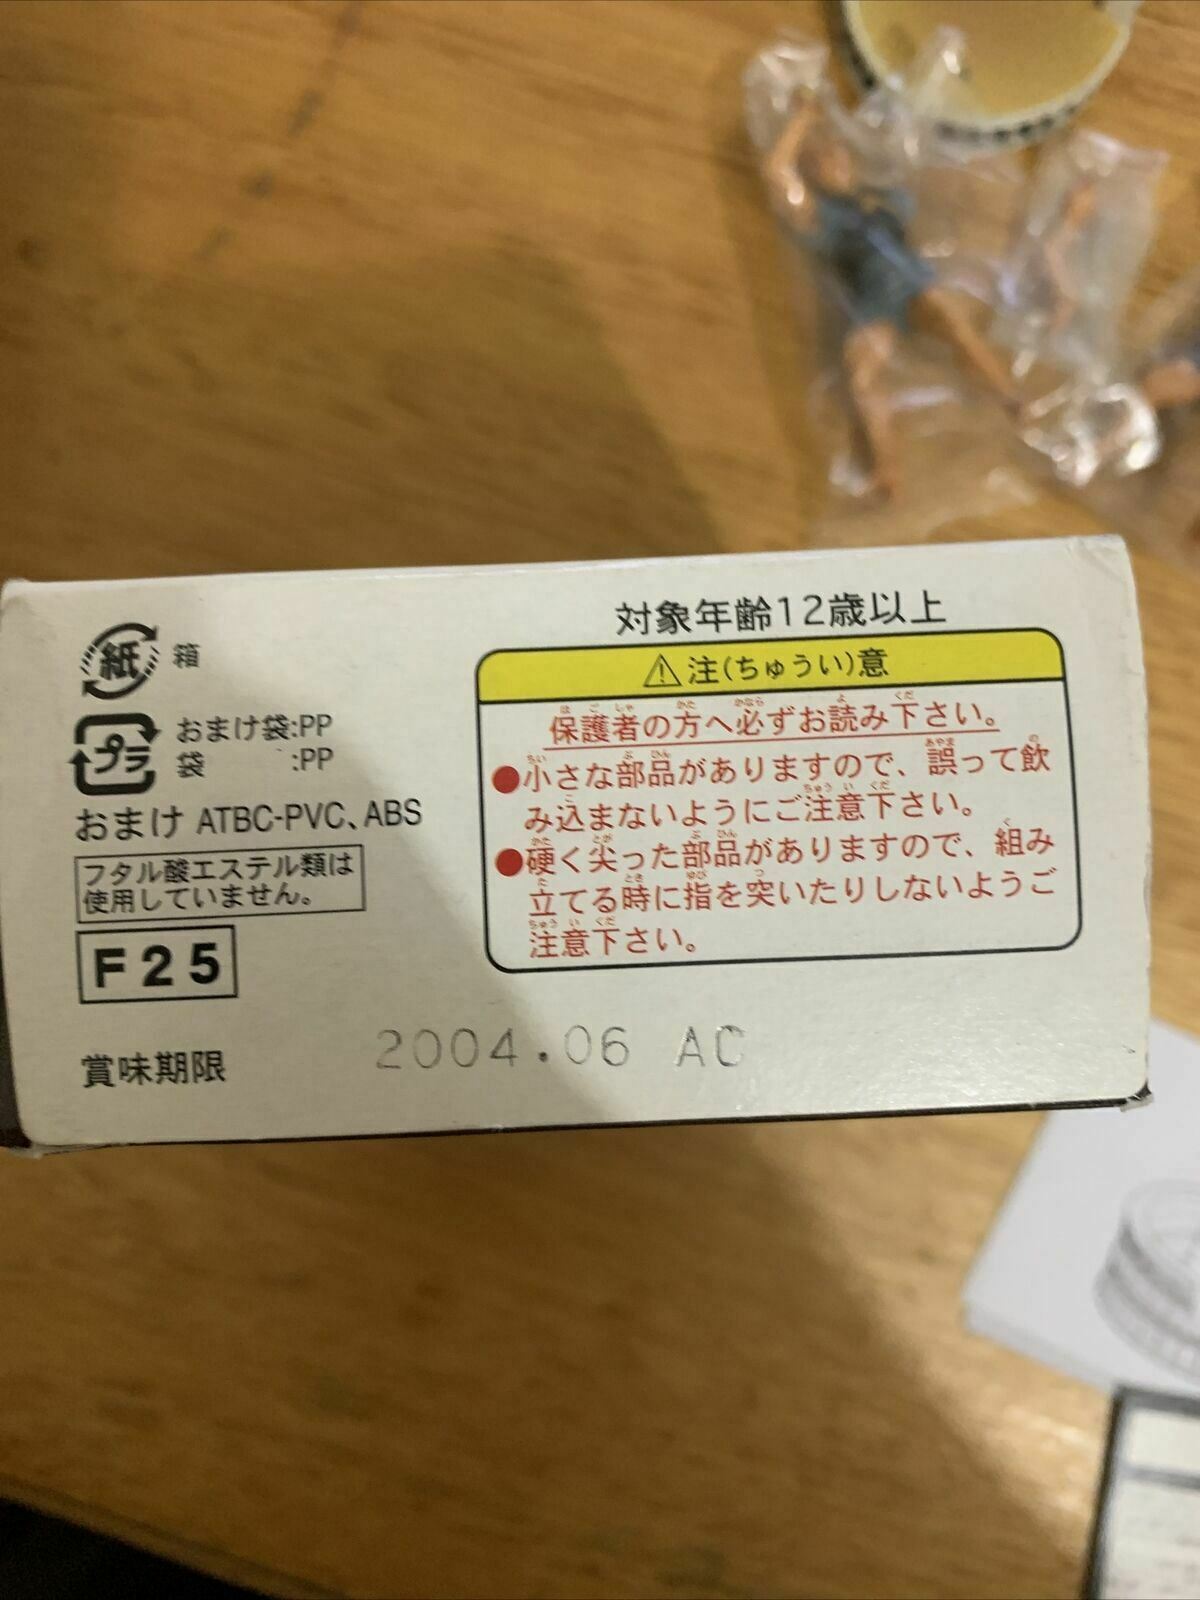 紙 箱
プラ おまけ袋:PP
袋 :PP
おまけ ATBC-PVC、ABS
フタル酸エステル類は
使用していません。
F25
賞味期限 2004.06 AC
対象年齢12歳以上
⚠注(ちゅうい)意
保護者の方へ必ずお読み下さい。
●小さな部品がありますので、誤って飲
み込まないようにご注意下さい。
●硬く尖った部品がありますので、組み
立てる時に指を突いたりしないようご
注意下さい。